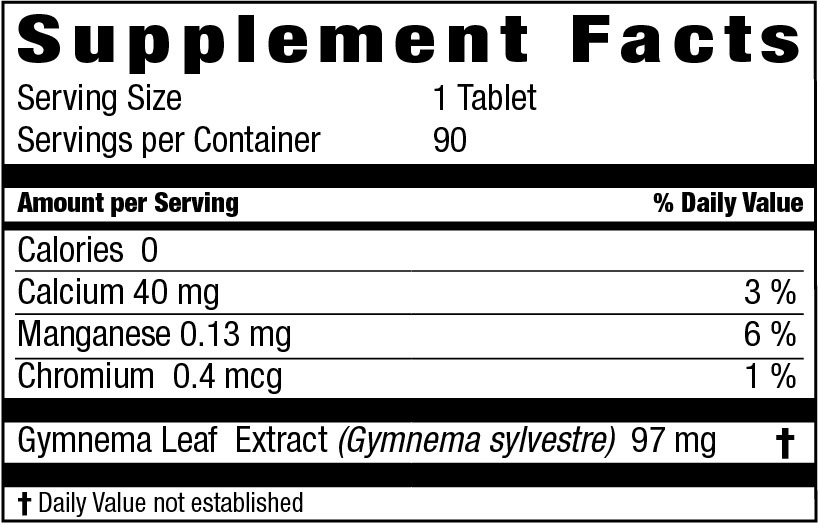 Supplement Facts
Serving Size 1 Tablet
Servings per Container 90
Amount per Serving % Daily Value
Calories 0
Calcium 40 mg 3 %
Manganese 0.13 mg 6 %
Chromium 0.4 mcg 1 %
Gymnema Leaf Extract (Gymnema sylvestre) 97 mg †
† Daily Value not established